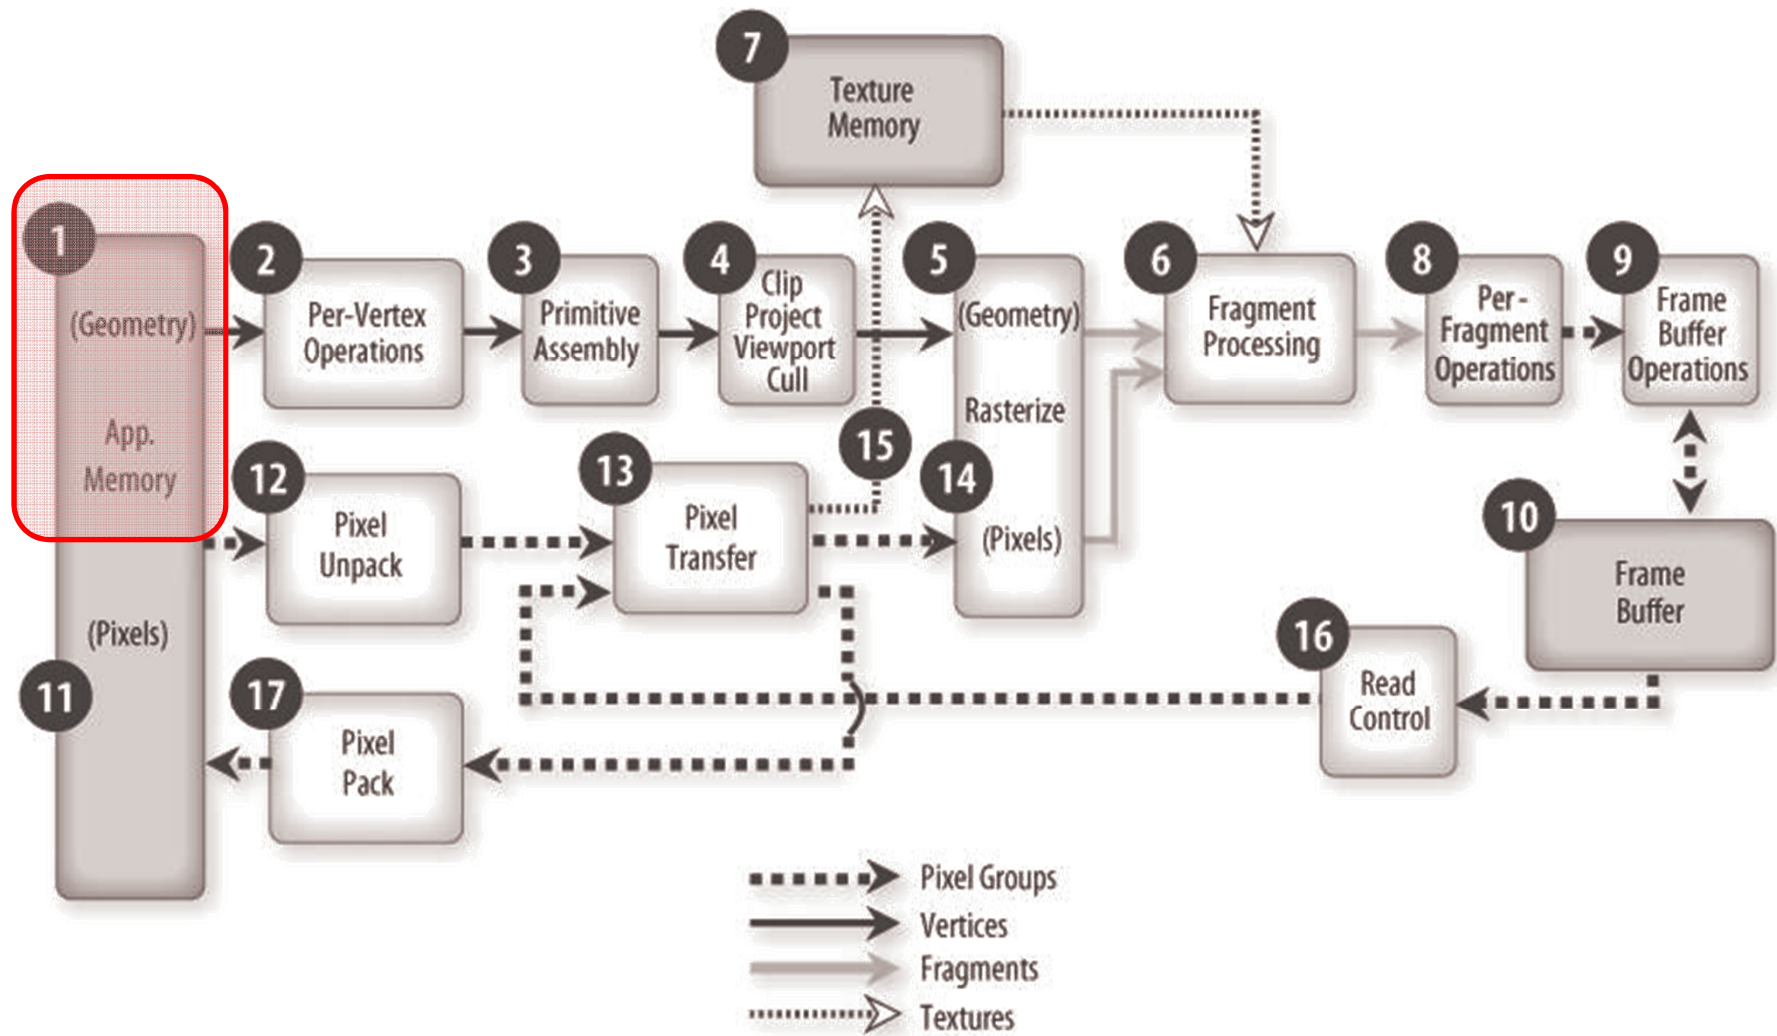 7
Texture
Memory
1
(Geometry)
App.
Memory
(Pixels)
11
2
Per-Vertex
Operations
3
Primitive
Assembly
4
Clip
Project
Viewport
Cull
5
(Geometry)
Rasterize
14
(Pixels)
6
Fragment
Processing
8
Per-
Fragment
Operations
9
Frame
Buffer
Operations
15
12
Pixel
Unpack
13
Pixel
Transfer
10
Frame
Buffer
16
Read
Control
17
Pixel
Pack
Pixel Groups
Vertices
Fragments
Textures